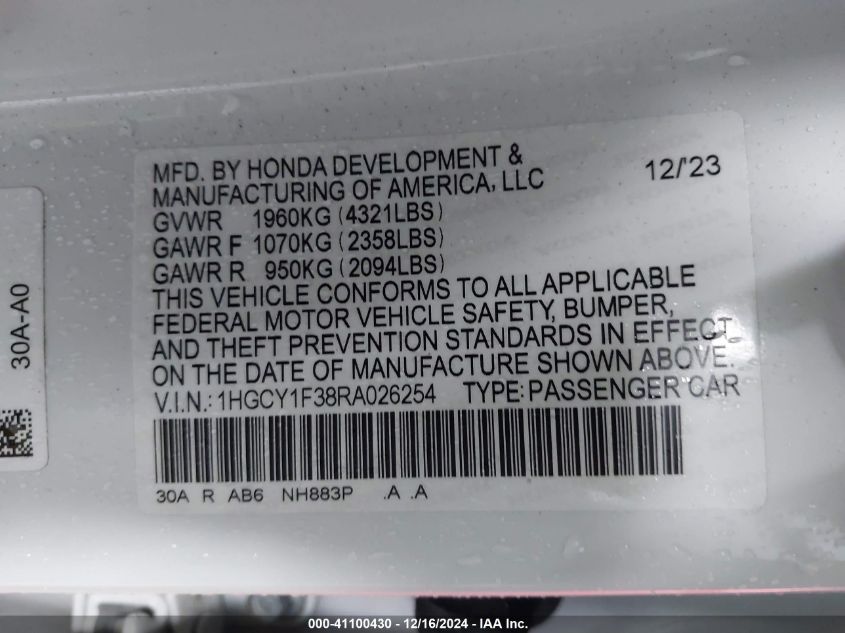 MFD. BY HONDA DEVELOPMENT &
MANUFACTURING OF AMERICA, LLC
12/'23
GVWR 1960KG (4321LBS)
GAWR F 1070KG (2358LBS)
GAWR R 950KG (2094LBS)
THIS VEHICLE CONFORMS TO ALL APPLICABLE
FEDERAL MOTOR VEHICLE SAFETY, BUMPER,
AND THEFT PREVENTION STANDARDS IN EFFECT
ON THE DATE OF MANUFACTURE SHOWN ABOVE.
V.I.N.: 1HGCY1F38RA026254 TYPE: PASSENGER CAR
30A R AB6 NH883P .A .A
30A-A0
000-41100430 - 12/16/2024 - IAA Inc.